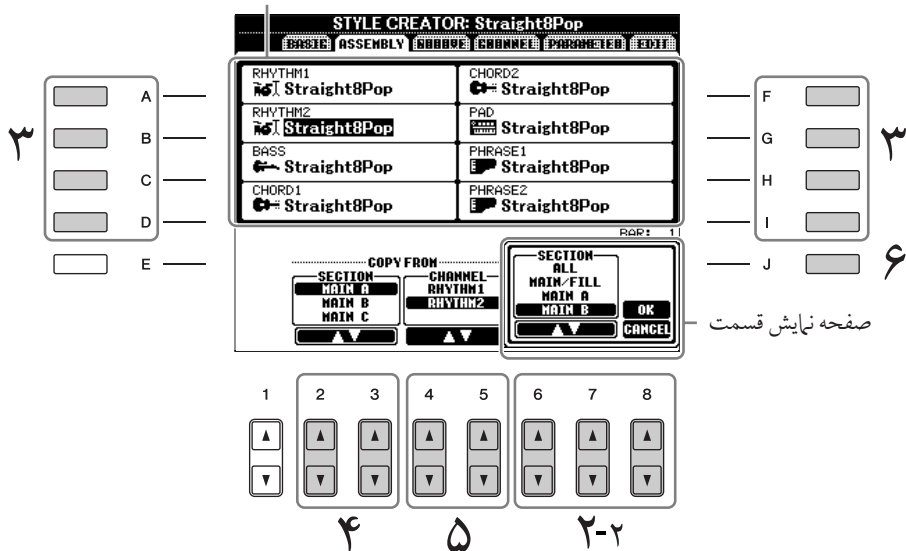 STYLE CREATOR: Straight8Pop
BASIC ASSEMBLY GROOVE CHANNEL PARAMETER EDIT
RHYTHM1
Straight8Pop
CHORD2
Straight8Pop
RHYTHM2
Straight8Pop
PAD
Straight8Pop
BASS
Straight8Pop
PHRASE1
Straight8Pop
CHORD1
Straight8Pop
PHRASE2
Straight8Pop
A
B
C
D
E
F
G
H
I
J
۳
۳
۶
BAR: 1
COPY FROM
SECTION
MAIN A
MAIN B
MAIN C
CHANNEL
RHYTHM1
RHYTHM2
SECTION
ALL
MAIN/FILL
MAIN A
MAIN B
OK
CANCEL
صفحه نمایش قسمت
1 2 3 4 5 6 7 8
۴
۵
۲-۲